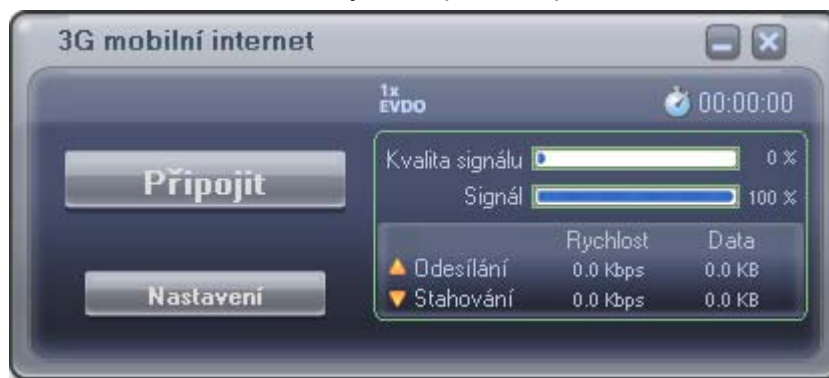 3G mobilní internet
1x
EVDO
00:00:00
Připojit
Kvalita signálu 0 %
Signál 100 %
Rychlost Data
Odesílání 0.0 Kbps 0.0 KB
Stahování 0.0 Kbps 0.0 KB
Nastavení